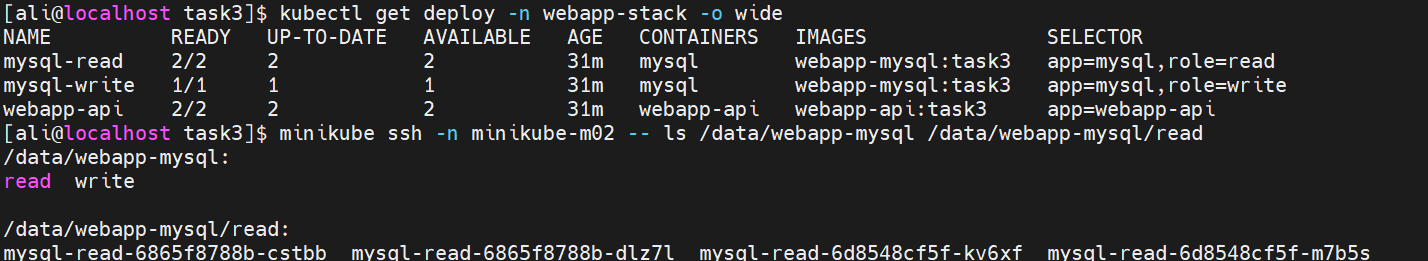 [ali@localhost task3]$ kubectl get deploy -n webapp-stack -o wide
NAME          READY   UP-TO-DATE   AVAILABLE   AGE   CONTAINERS   IMAGES               SELECTOR
mysql-read    2/2     2            2           31m   mysql        webapp-mysql:task3   app=mysql,role=read
mysql-write   1/1     1            1           31m   mysql        webapp-mysql:task3   app=mysql,role=write
webapp-api    2/2     2            2           31m   webapp-api   webapp-api:task3     app=webapp-api
[ali@localhost task3]$ minikube ssh -n minikube-m02 -- ls /data/webapp-mysql /data/webapp-mysql/read
/data/webapp-mysql:
read  write

/data/webapp-mysql/read:
mysql-read-6865f8788b-cstbb  mysql-read-6865f8788b-dlz7l  mysql-read-6d8548cf5f-kv6xf  mysql-read-6d8548cf5f-m7b5s